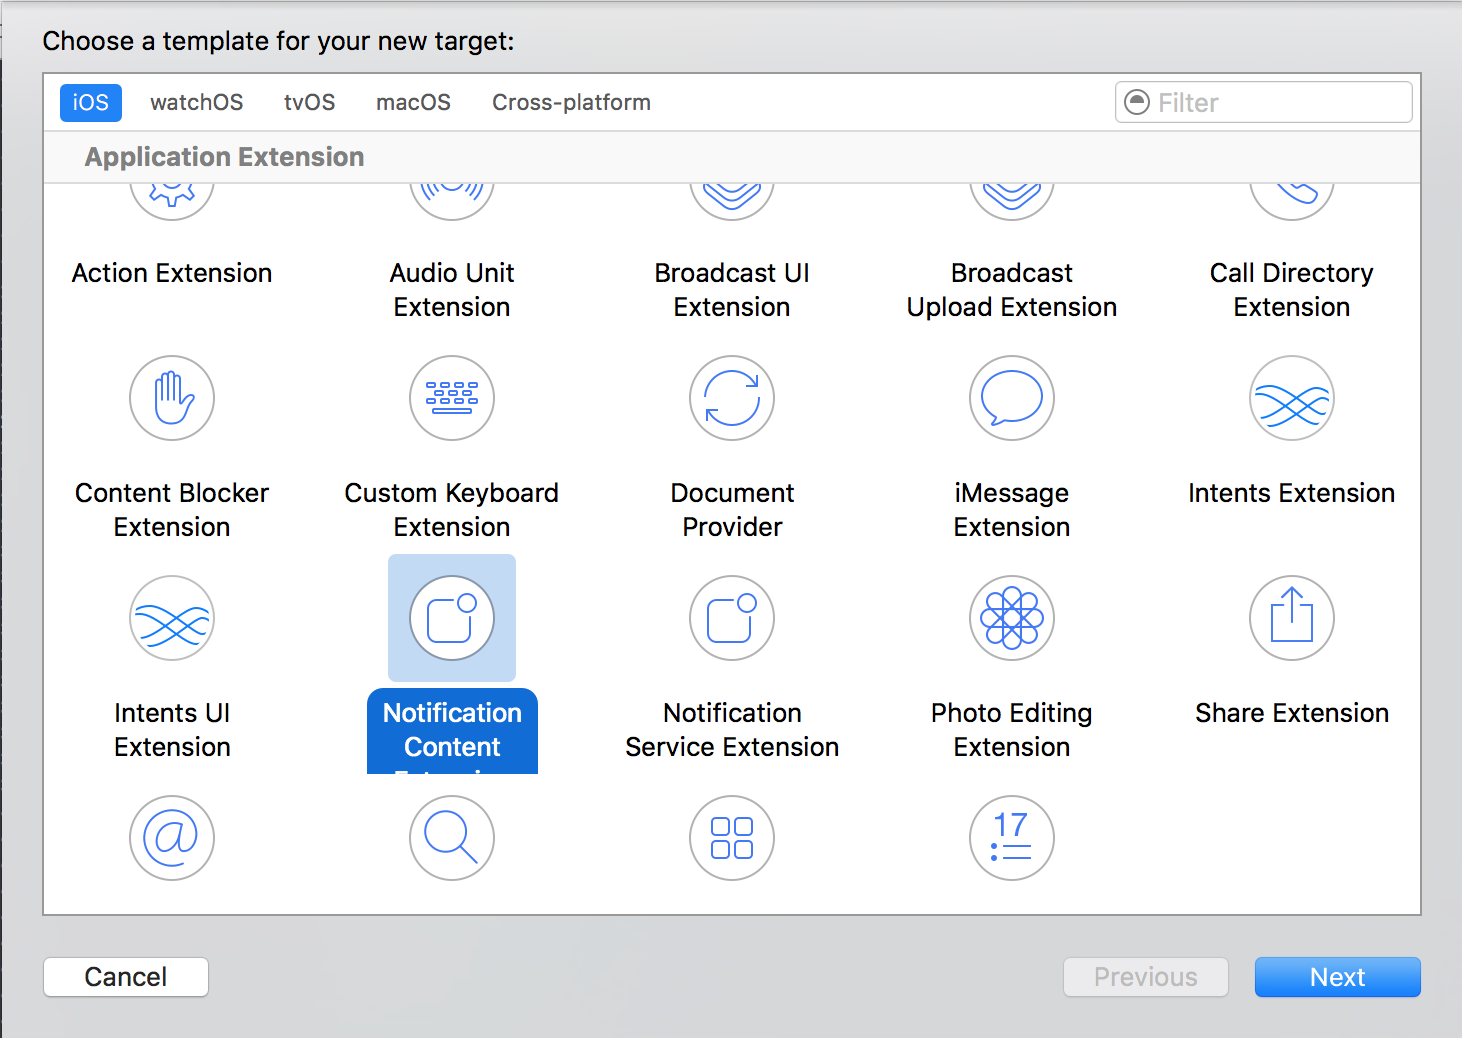 Choose a template for your new target:
iOS watchOS tvOS macOS Cross-platform Filter
Application Extension
Action Extension
Audio Unit
Extension
Broadcast UI
Extension
Broadcast
Upload Extension
Call Directory
Extension
Content Blocker
Extension
Custom Keyboard
Extension
Document
Provider
iMessage
Extension
Intents Extension
Intents UI
Extension
Notification
Content
Notification
Service Extension
Photo Editing
Extension
Share Extension
@
17
Cancel Previous Next